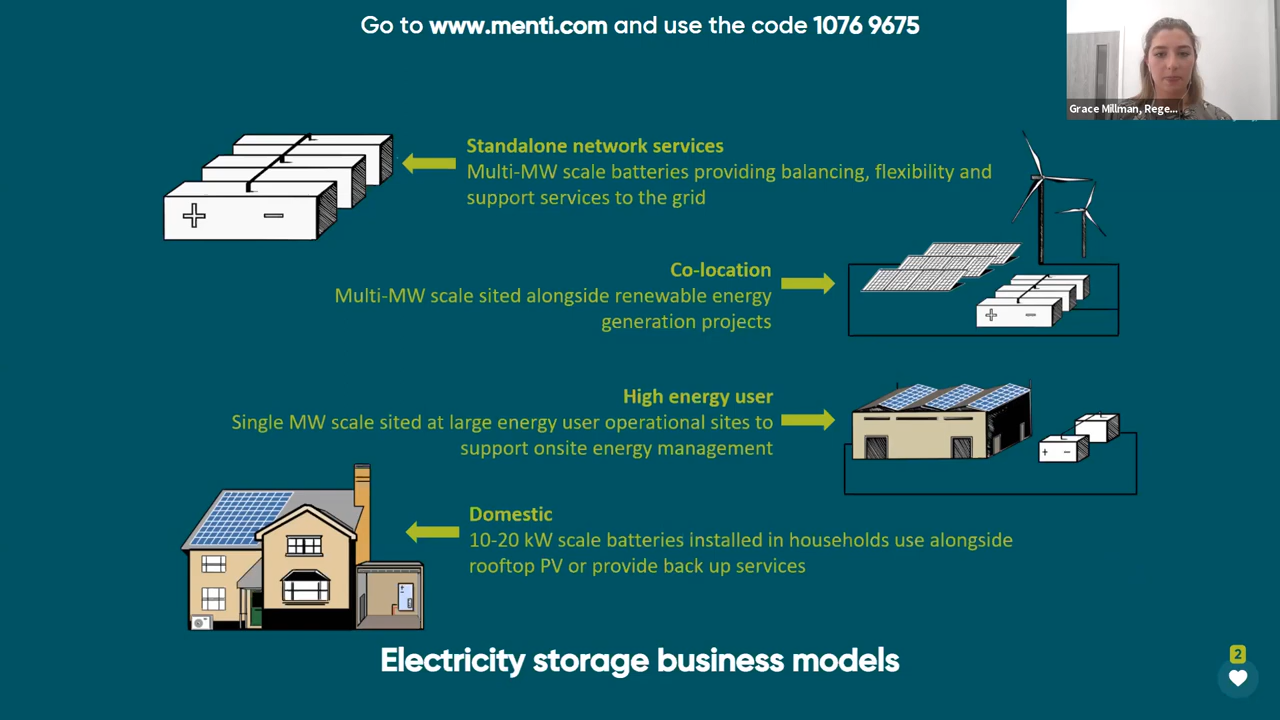 Go to www.menti.com and use the code 1076 9675
Grace Millman, Rege...
Standalone network services
Multi-MW scale batteries providing balancing, flexibility and
support services to the grid
Co-location
Multi-MW scale sited alongside renewable energy
generation projects
High energy user
Single MW scale sited at large energy user operational sites to
support onsite energy management
Domestic
10-20 kW scale batteries installed in households use alongside
rooftop PV or provide back up services
Electricity storage business models
2